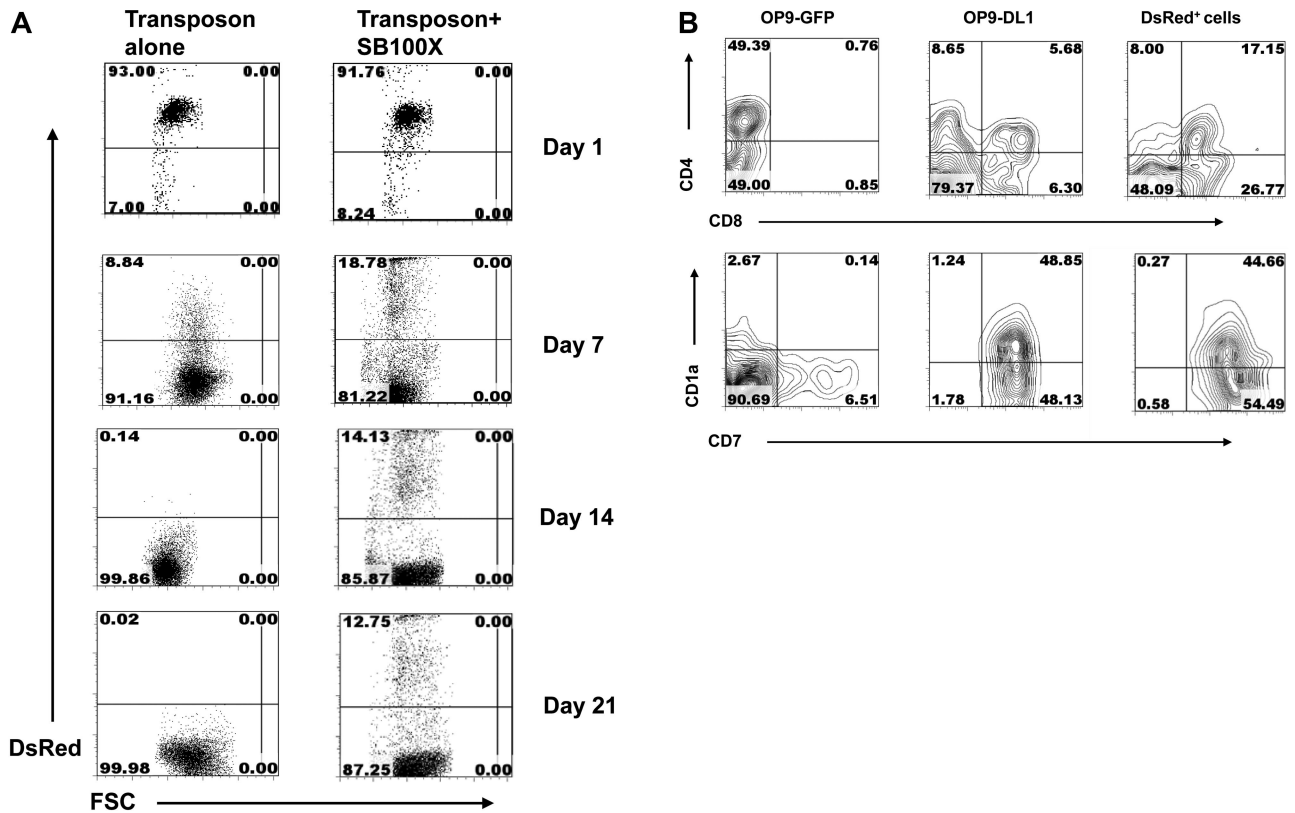 A
Transposon
alone
Transposon+
SB100X
93.00 0.00
7.00 0.00
91.76 0.00
8.24 0.00
Day 1
8.84 0.00
91.16 0.00
18.78 0.00
81.22 0.00
Day 7
0.14 0.00
99.86 0.00
14.13 0.00
85.87 0.00
Day 14
0.02 0.00
99.98 0.00
12.75 0.00
87.25 0.00
Day 21
DsRed
FSC
B
OP9-GFP
OP9-DL1
DsRed⁺ cells
49.39 0.76
49.00 0.85
8.65 5.68
79.37 6.30
8.00 17.15
48.09 26.77
CD4
CD8
2.67 0.14
90.69 6.51
1.24 48.85
1.78 48.13
0.27 44.66
0.58 54.49
CD1a
CD7